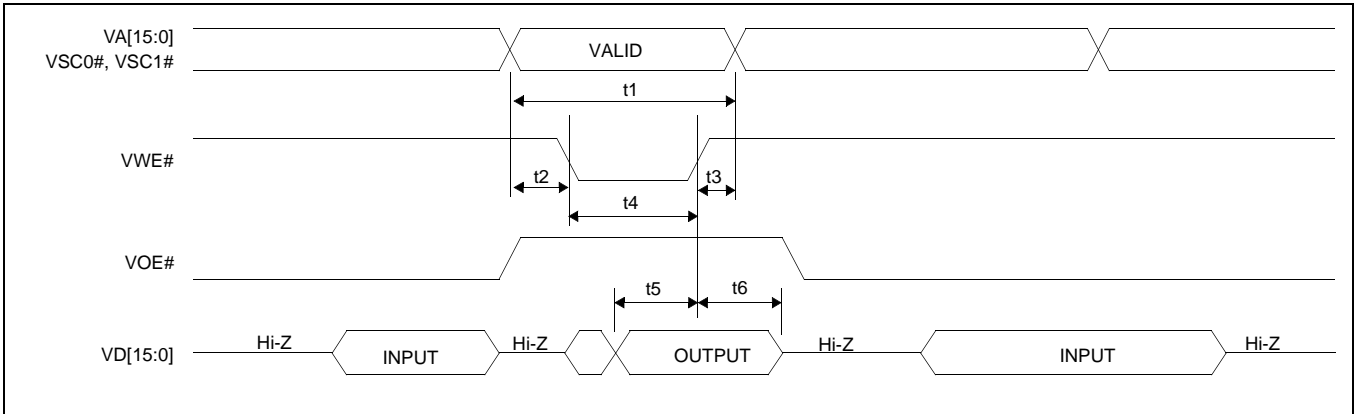 VA[15:0]
VSC0#, VSC1#
VALID
t1
VWE#
t2
t3
t4
VOE#
t5
t6
VD[15:0]
Hi-Z
INPUT
Hi-Z
OUTPUT
Hi-Z
INPUT
Hi-Z